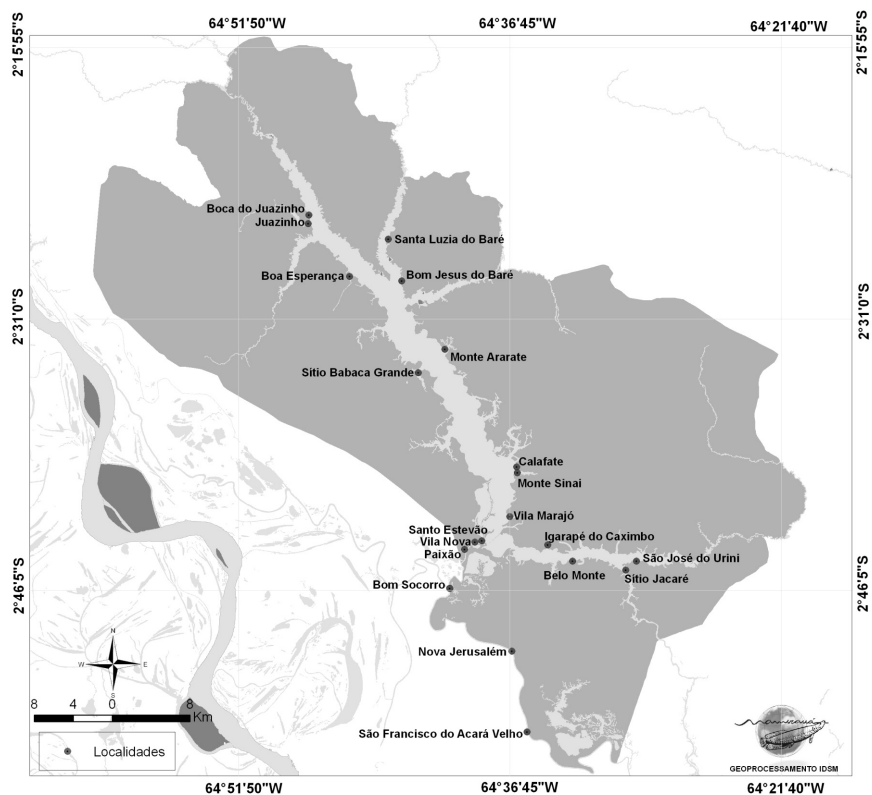 64°51'50"W
64°36'45"W
64°21'40"W
2°15'55"S
2°15'55"S
Boca do Juazinho
Juazinho
Santa Luzia do Baré
Boa Esperança
Bom Jesus do Baré
2°31'0"S
2°31'0"S
Monte Ararate
Sitio Babaca Grande
Calafate
Monte Sinai
Vila Marajó
Santo Estevão
Vila Nova
Igarapé do Caximbo
Paixão
São José do Urini
Belo Monte
Sitio Jacaré
Bom Socorro
2°46'5"S
2°46'5"S
N
W
E
S
Nova Jerusalém
8 4 0 8
Km
São Francisco do Acará Velho
Localidades
Mamirauá
GEOPROCESSAMENTO IDSM
64°51'50"W
64°36'45"W
64°21'40"W